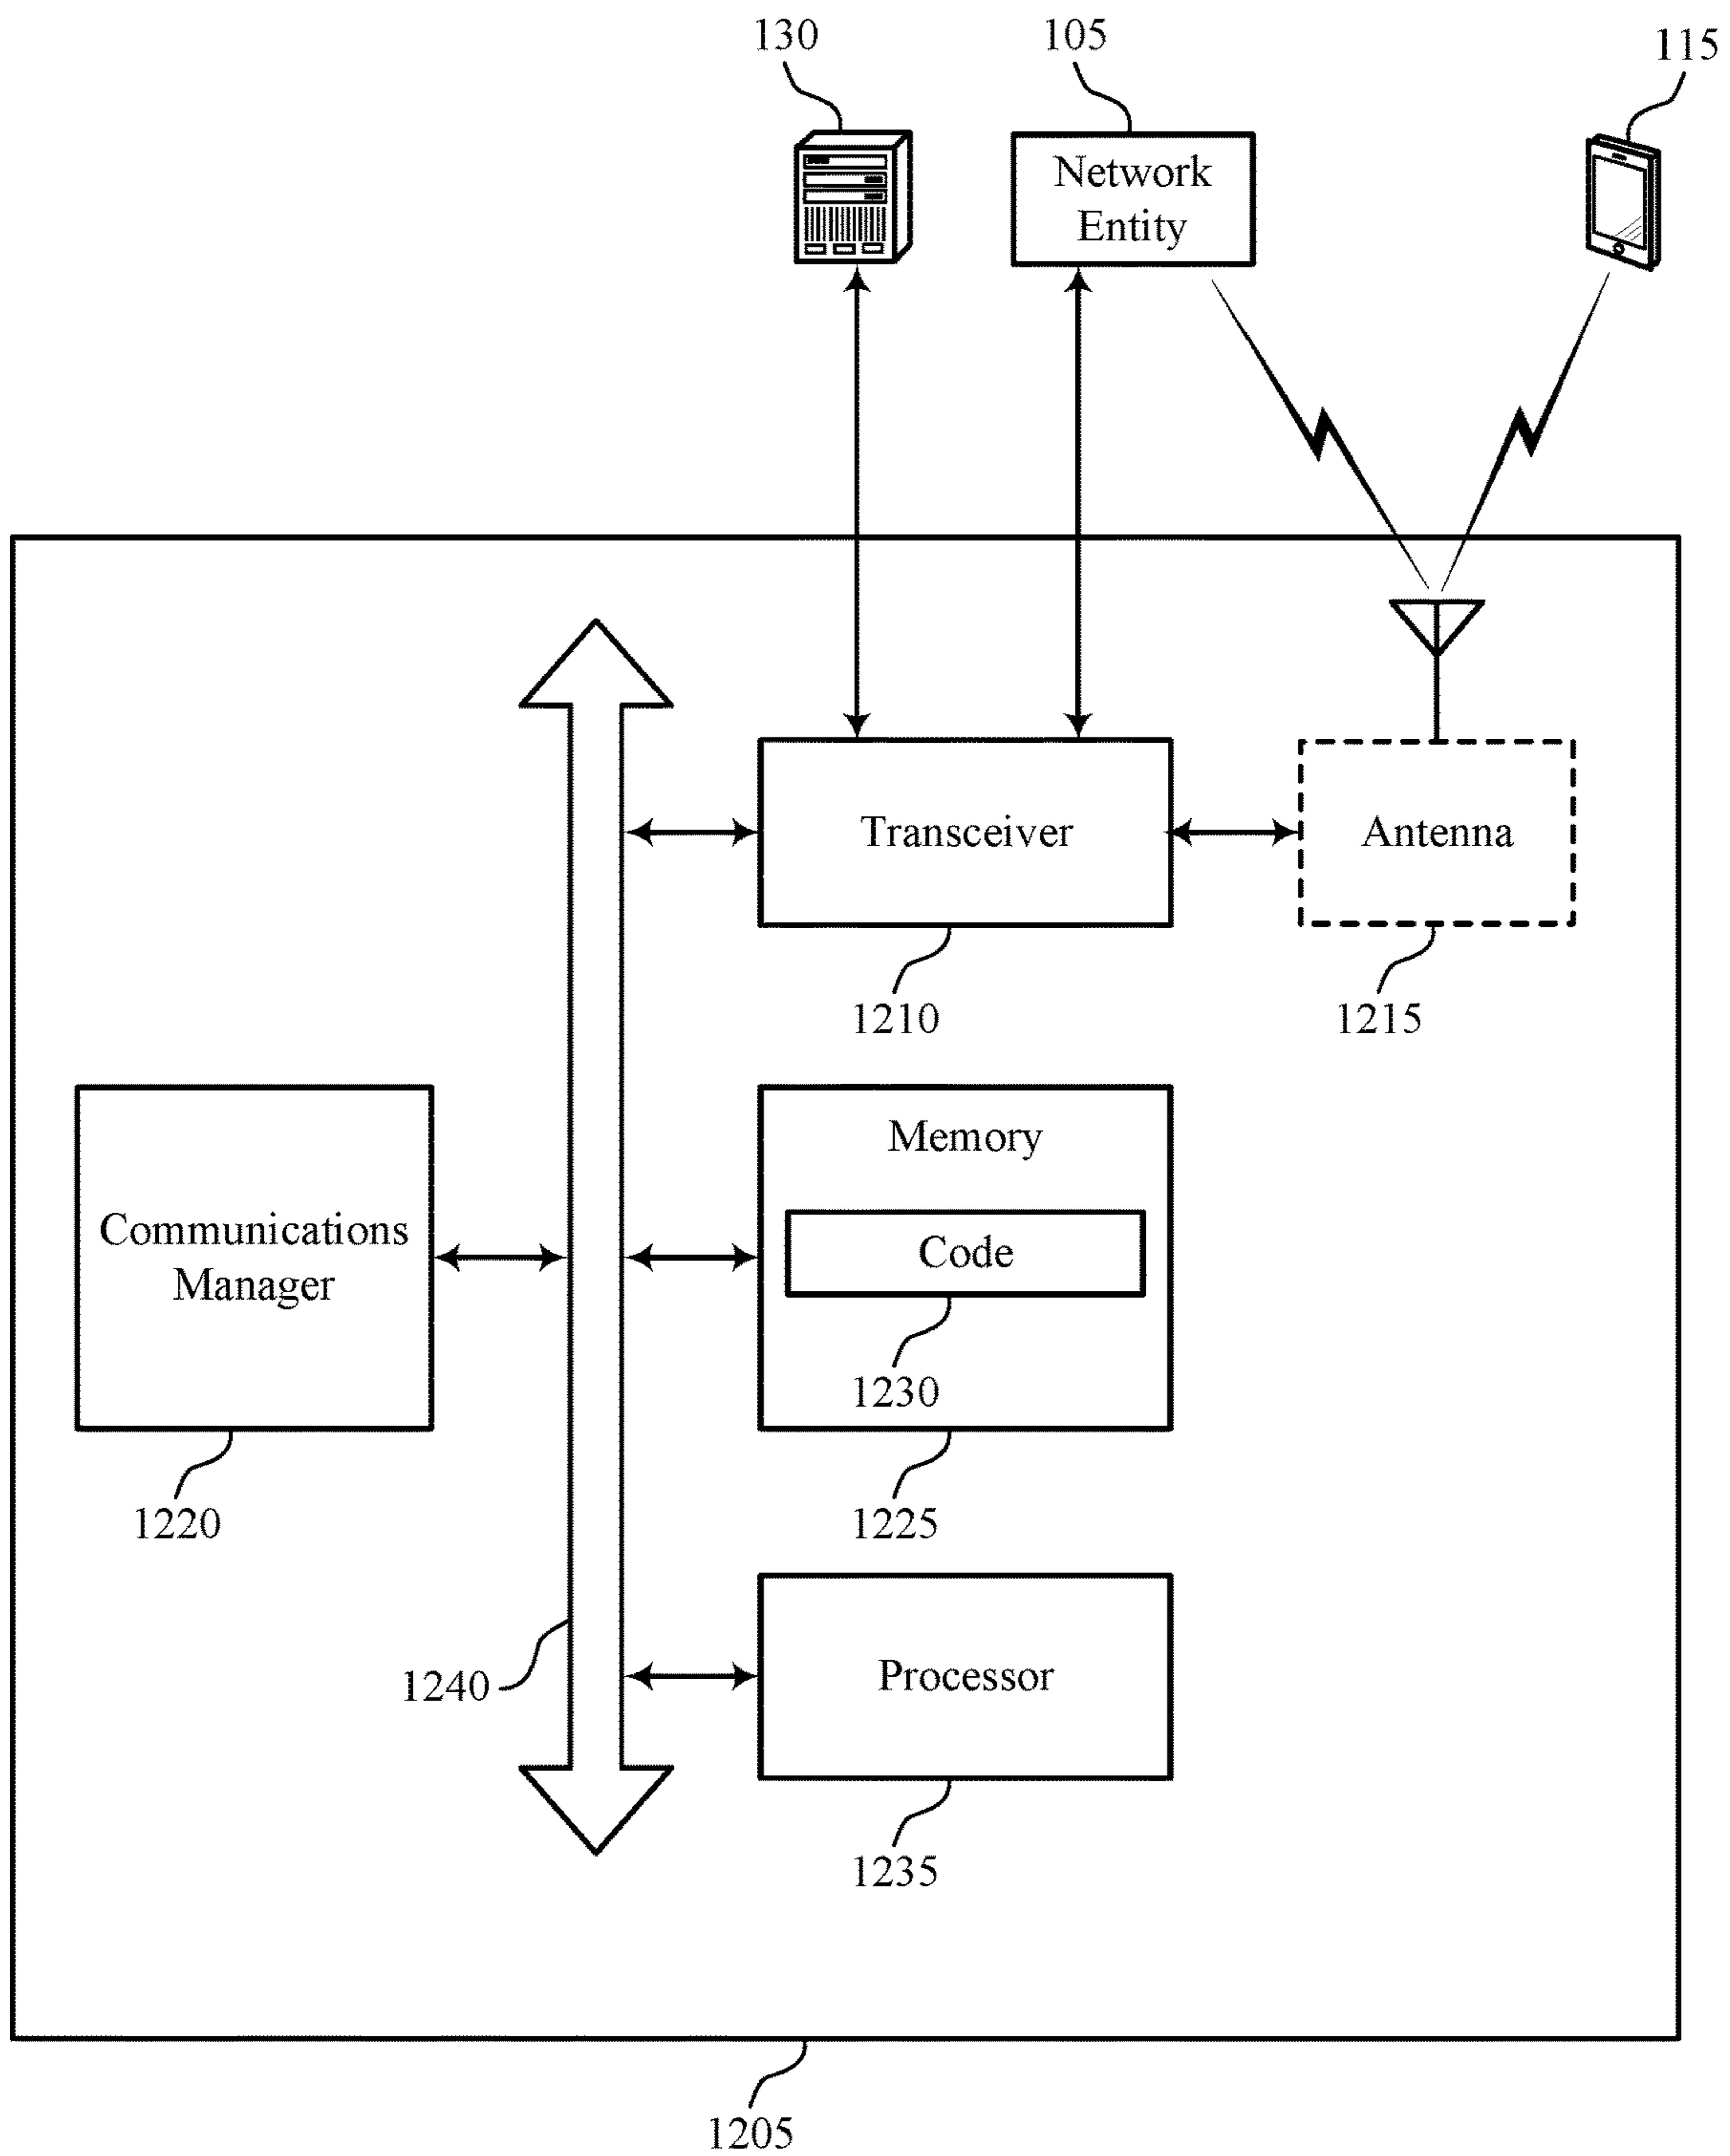 130
105
115
Network
Entity
Transceiver
Antenna
1210
1215
Communications
Manager
Memory
Code
1230
1220
1225
1240
Processor
1235
1205